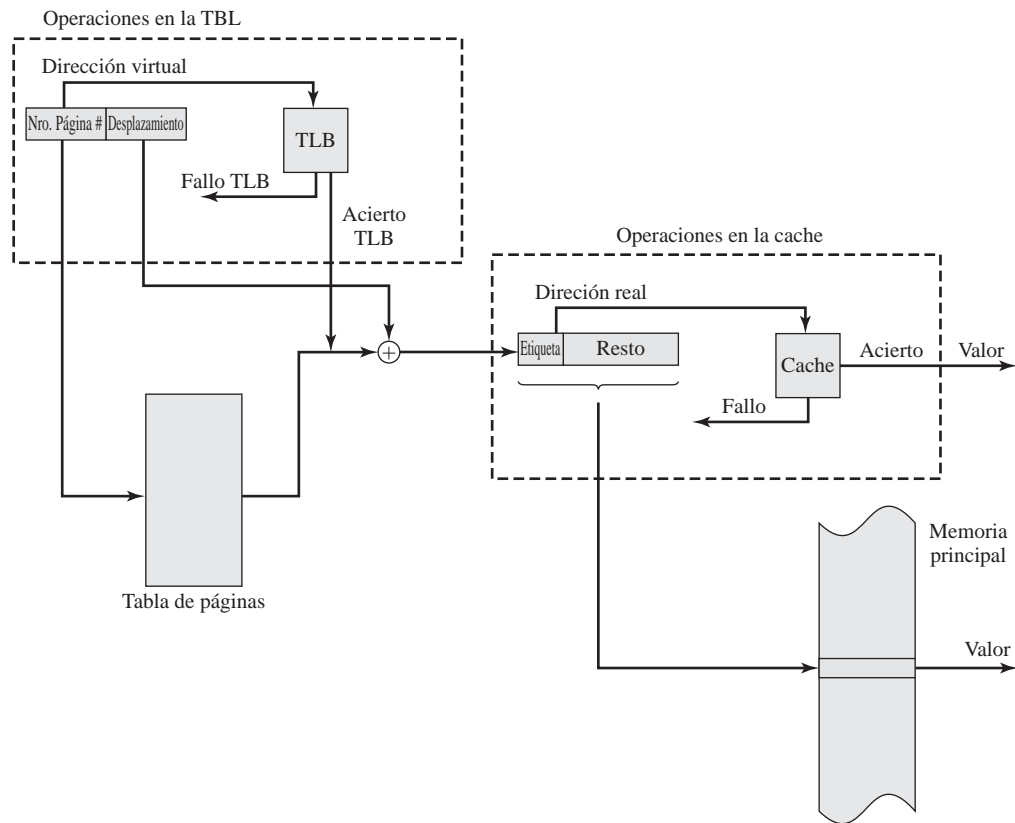 Operaciones en la TBL
Dirección virtual
Nro. Página #
Desplazamiento
TLB
Fallo TLB
Acierto
TLB
Operaciones en la cache
Direción real
Etiqueta
Resto
Cache
Acierto
Valor
Fallo
Tabla de páginas
Memoria
principal
Valor